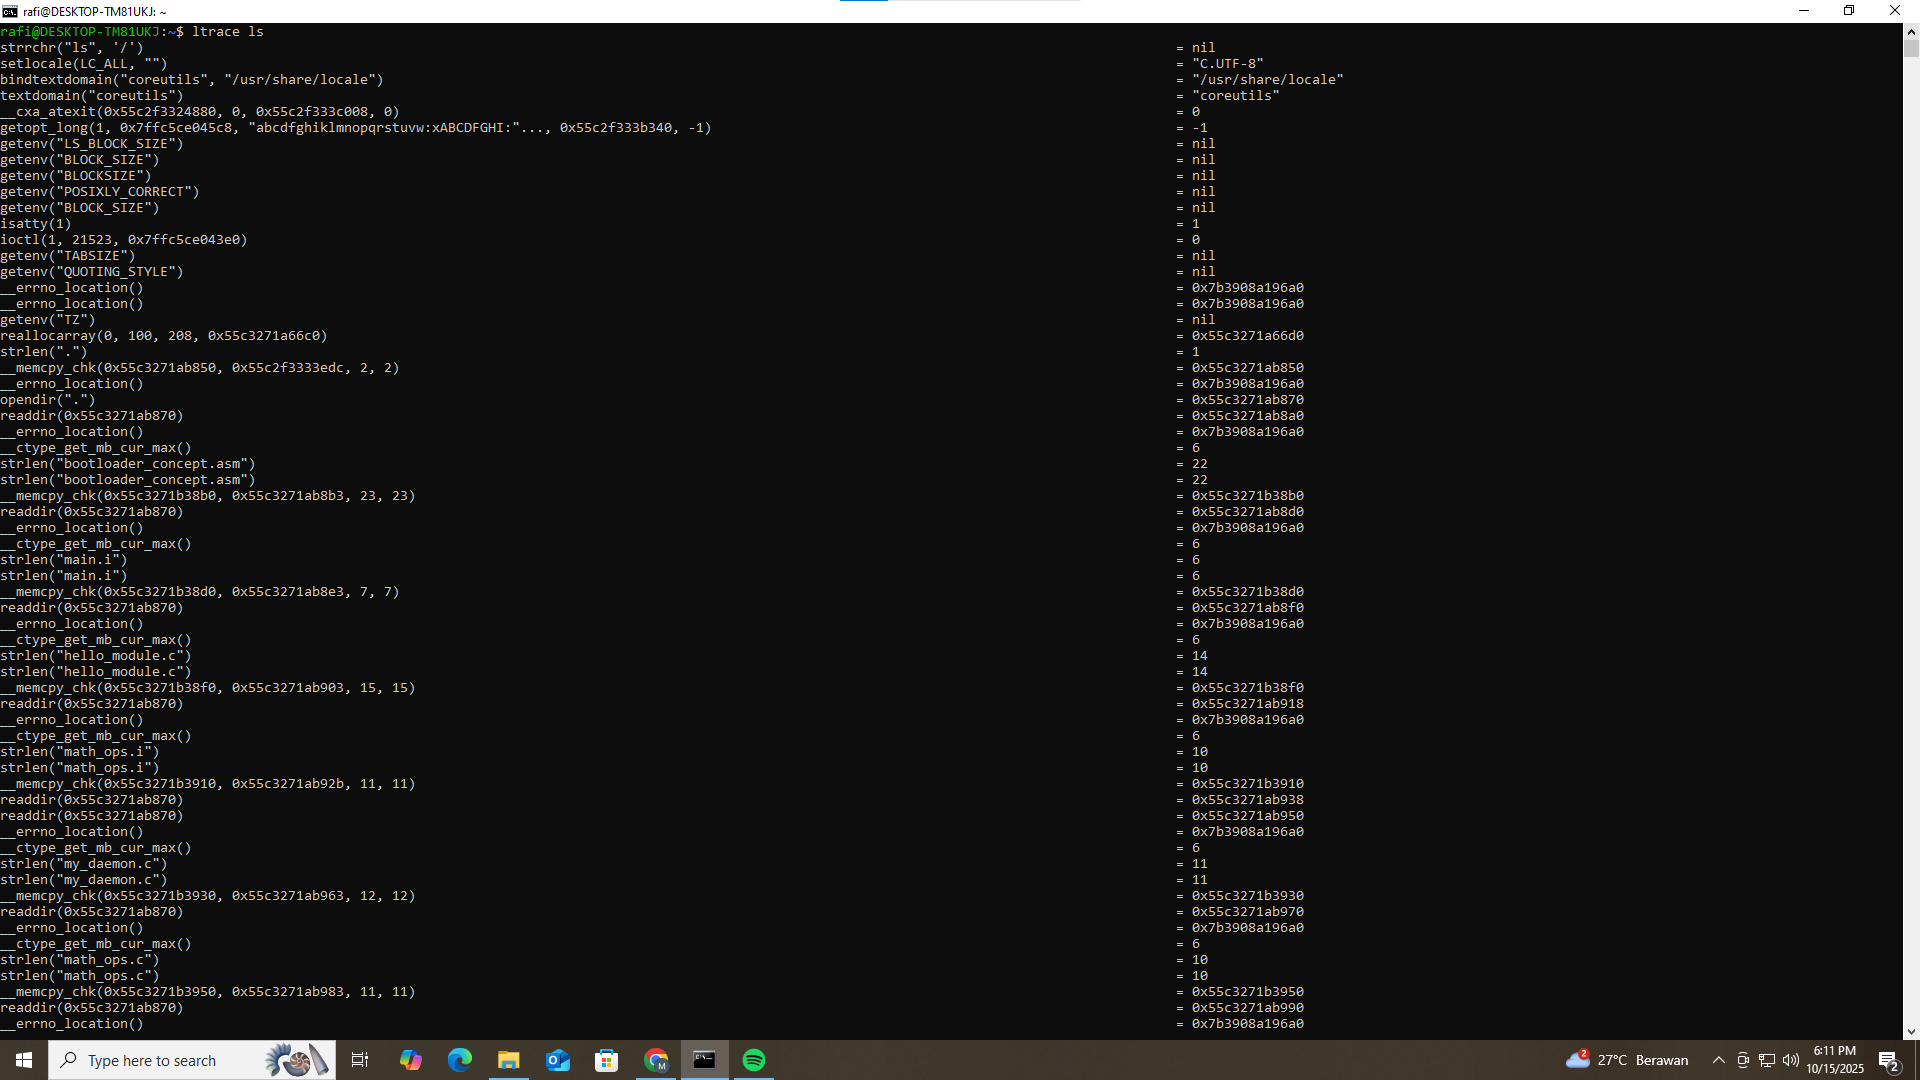 rafi@DESKTOP-TM81UKJ: ~
rafi@DESKTOP-TM81UKJ:~$ ltrace ls
strrchr("ls", '/') = nil
setlocale(LC_ALL, "") = "C.UTF-8"
bindtextdomain("coreutils", "/usr/share/locale") = "/usr/share/locale"
textdomain("coreutils") = "coreutils"
__cxa_atexit(0x55c2f3324880, 0, 0x55c2f333c008, 0) = 0
getopt_long(1, 0x7ffc5ce045c8, "abcdfghiklmnopqrstuvw:xABCDFGHI:"..., 0x55c2f333b340, -1) = -1
getenv("LS_BLOCK_SIZE") = nil
getenv("BLOCK_SIZE") = nil
getenv("BLOCKSIZE") = nil
getenv("POSIXLY_CORRECT") = nil
getenv("BLOCK_SIZE") = nil
isatty(1) = 1
ioctl(1, 21523, 0x7ffc5ce043e0) = 0
getenv("TABSIZE") = nil
getenv("QUOTING_STYLE") = nil
__errno_location() = 0x7b3908a196a0
__errno_location() = 0x7b3908a196a0
getenv("TZ") = nil
reallocarray(0, 100, 208, 0x55c3271a66c0) = 0x55c3271a66d0
strlen(".") = 1
__memcpy_chk(0x55c3271ab850, 0x55c2f3333edc, 2, 2) = 0x55c3271ab850
__errno_location() = 0x7b3908a196a0
opendir(".") = 0x55c3271ab870
readdir(0x55c3271ab870) = 0x55c3271ab8a0
__errno_location() = 0x7b3908a196a0
__ctype_get_mb_cur_max() = 6
strlen("bootloader_concept.asm") = 22
strlen("bootloader_concept.asm") = 22
__memcpy_chk(0x55c3271b38b0, 0x55c3271ab8b3, 23, 23) = 0x55c3271b38b0
readdir(0x55c3271ab870) = 0x55c3271ab8d0
__errno_location() = 0x7b3908a196a0
__ctype_get_mb_cur_max() = 6
strlen("main.i") = 6
strlen("main.i") = 6
__memcpy_chk(0x55c3271b38d0, 0x55c3271ab8e3, 7, 7) = 0x55c3271b38d0
readdir(0x55c3271ab870) = 0x55c3271ab8f0
__errno_location() = 0x7b3908a196a0
__ctype_get_mb_cur_max() = 6
strlen("hello_module.c") = 14
strlen("hello_module.c") = 14
__memcpy_chk(0x55c3271b38f0, 0x55c3271ab903, 15, 15) = 0x55c3271b38f0
readdir(0x55c3271ab870) = 0x55c3271ab918
__errno_location() = 0x7b3908a196a0
__ctype_get_mb_cur_max() = 6
strlen("math_ops.i") = 10
strlen("math_ops.i") = 10
__memcpy_chk(0x55c3271b3910, 0x55c3271ab92b, 11, 11) = 0x55c3271b3910
readdir(0x55c3271ab870) = 0x55c3271ab938
readdir(0x55c3271ab870) = 0x55c3271ab950
__errno_location() = 0x7b3908a196a0
__ctype_get_mb_cur_max() = 6
strlen("my_daemon.c") = 11
strlen("my_daemon.c") = 11
__memcpy_chk(0x55c3271b3930, 0x55c3271ab963, 12, 12) = 0x55c3271b3930
readdir(0x55c3271ab870) = 0x55c3271ab970
__errno_location() = 0x7b3908a196a0
__ctype_get_mb_cur_max() = 6
strlen("math_ops.c") = 10
strlen("math_ops.c") = 10
__memcpy_chk(0x55c3271b3950, 0x55c3271ab983, 11, 11) = 0x55c3271b3950
readdir(0x55c3271ab870) = 0x55c3271ab990
__errno_location() = 0x7b3908a196a0
Type here to search
M
2
27°C Berawan
6:11 PM
10/15/2025
2